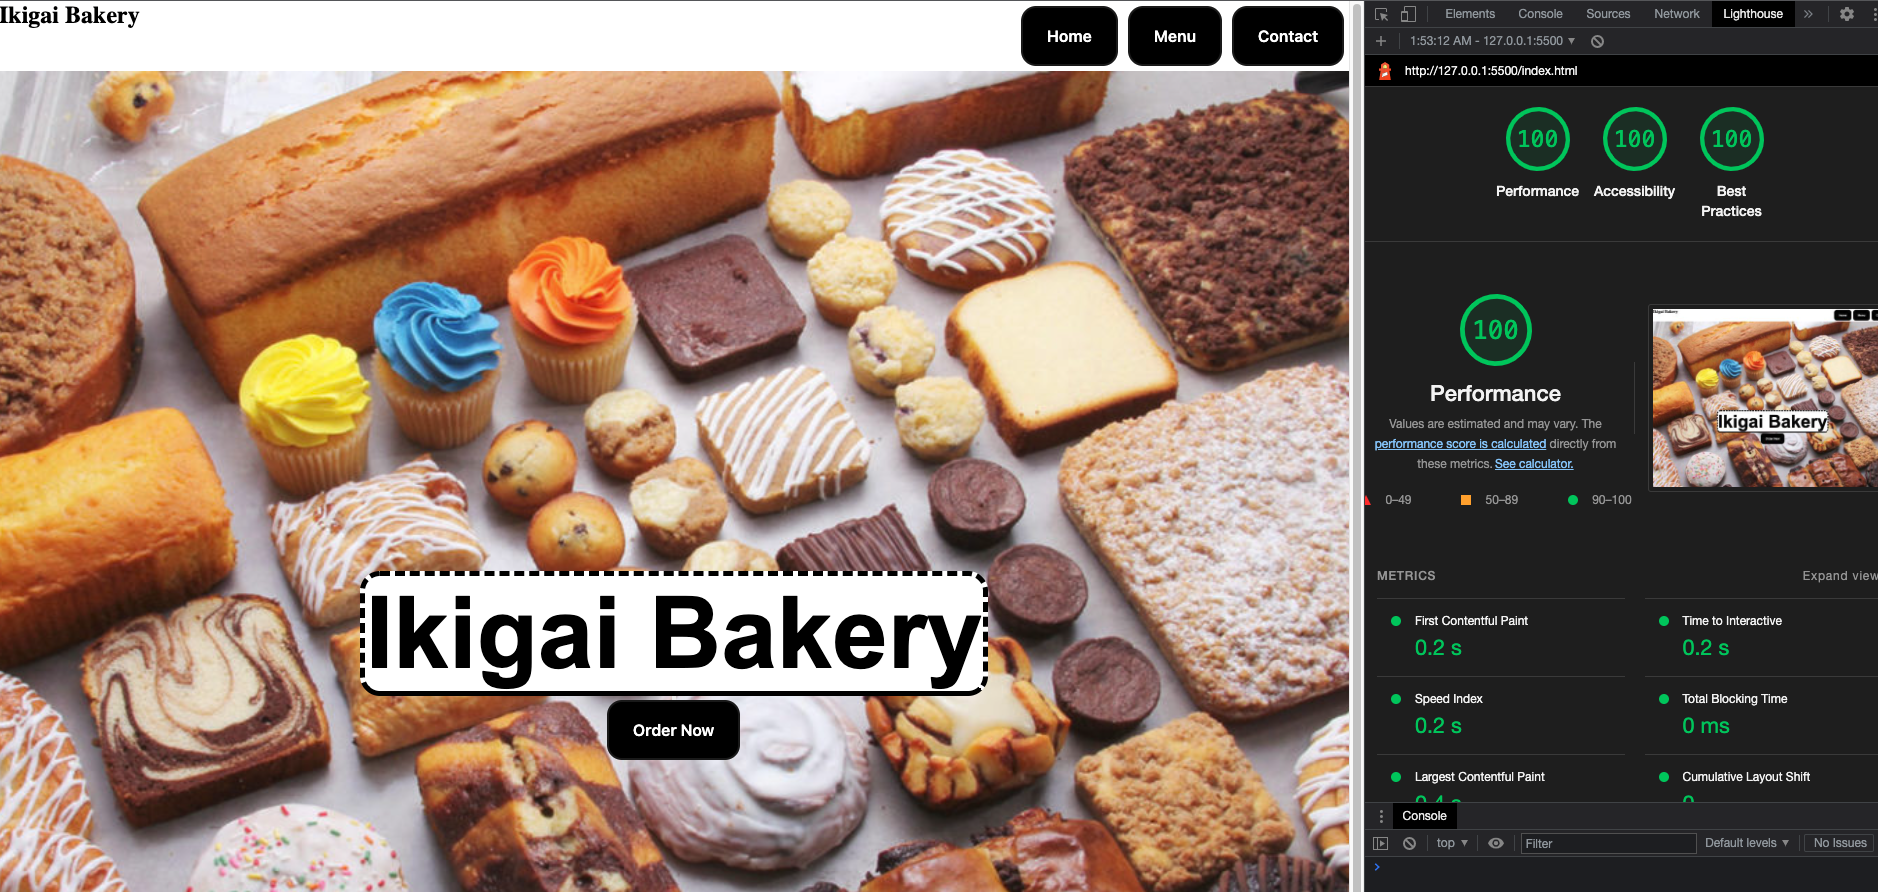 Ikigai Bakery
Home Menu Contact
Ikigai Bakery
Order Now
Elements Console Sources Network Lighthouse »
1:53:12 AM - 127.0.0.1:5500
http://127.0.0.1:5500/index.html
100 100 100
Performance Accessibility Best
Practices
100
Performance
Values are estimated and may vary. The
performance score is calculated directly from
these metrics. See calculator.
0–49 50–89 90–100
Ikigai Bakery
METRICS Expand view
First Contentful Paint
0.2 s
Time to Interactive
0.2 s
Speed Index
0.2 s
Total Blocking Time
0 ms
Largest Contentful Paint
0.4 s
Cumulative Layout Shift
0
Console
top Filter Default levels No Issues